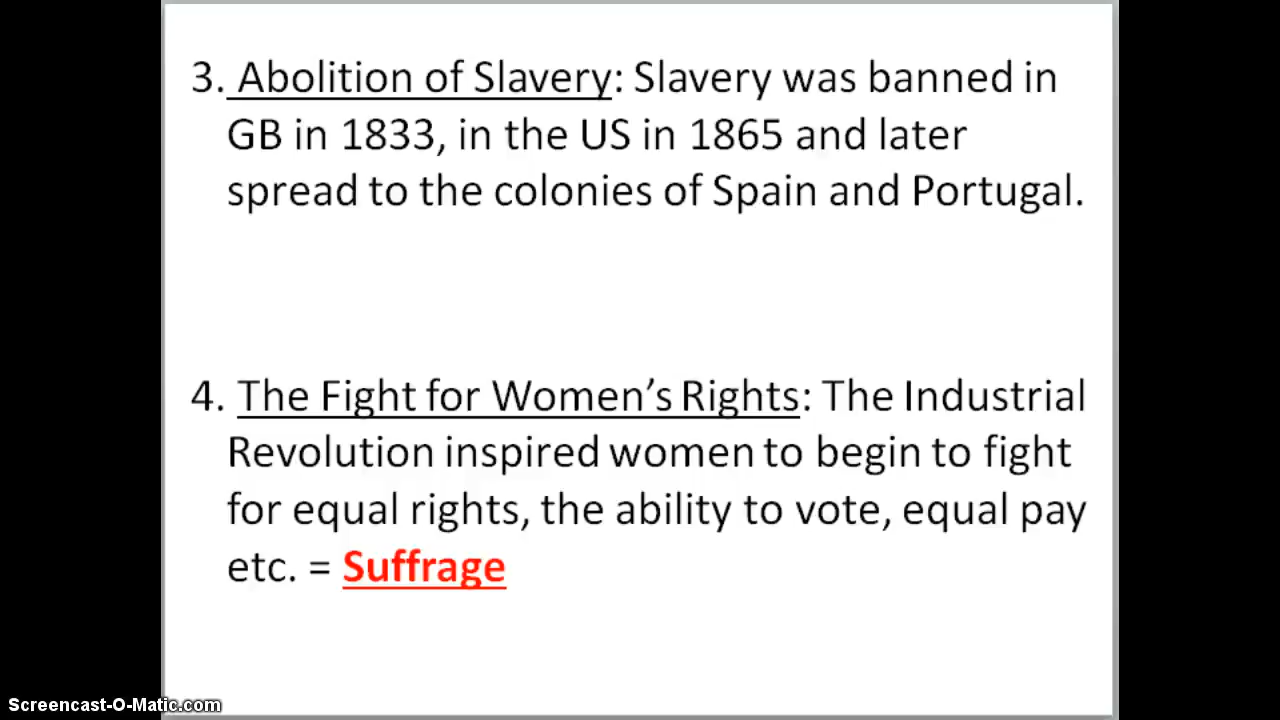 3. Abolition of Slavery: Slavery was banned in
GB in 1833, in the US in 1865 and later
spread to the colonies of Spain and Portugal.
4. The Fight for Women’s Rights: The Industrial
Revolution inspired women to begin to fight
for equal rights, the ability to vote, equal pay
etc. = Suffrage
Screencast-O-Matic.com